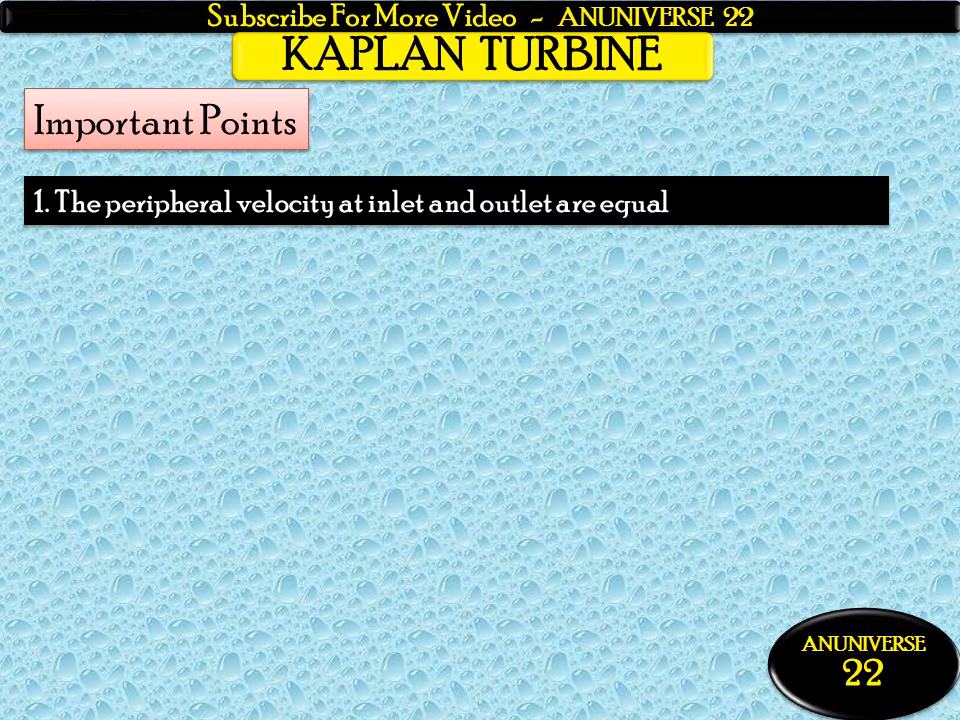 Subscribe For More Video - ANUNIVERSE 22
KAPLAN TURBINE
Important Points
1. The peripheral velocity at inlet and outlet are equal
ANUNIVERSE
22